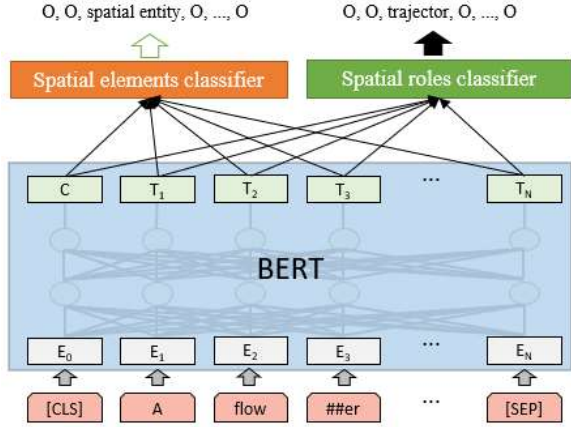 O, O, spatial entity, O, ..., O O, O, trajector, O, ..., O
Spatial elements classifier Spatial roles classifier
C T1 T2 T3 ... TN
BERT
E0 E1 E2 E3 ... EN
[CLS] A flow ##er ... [SEP]